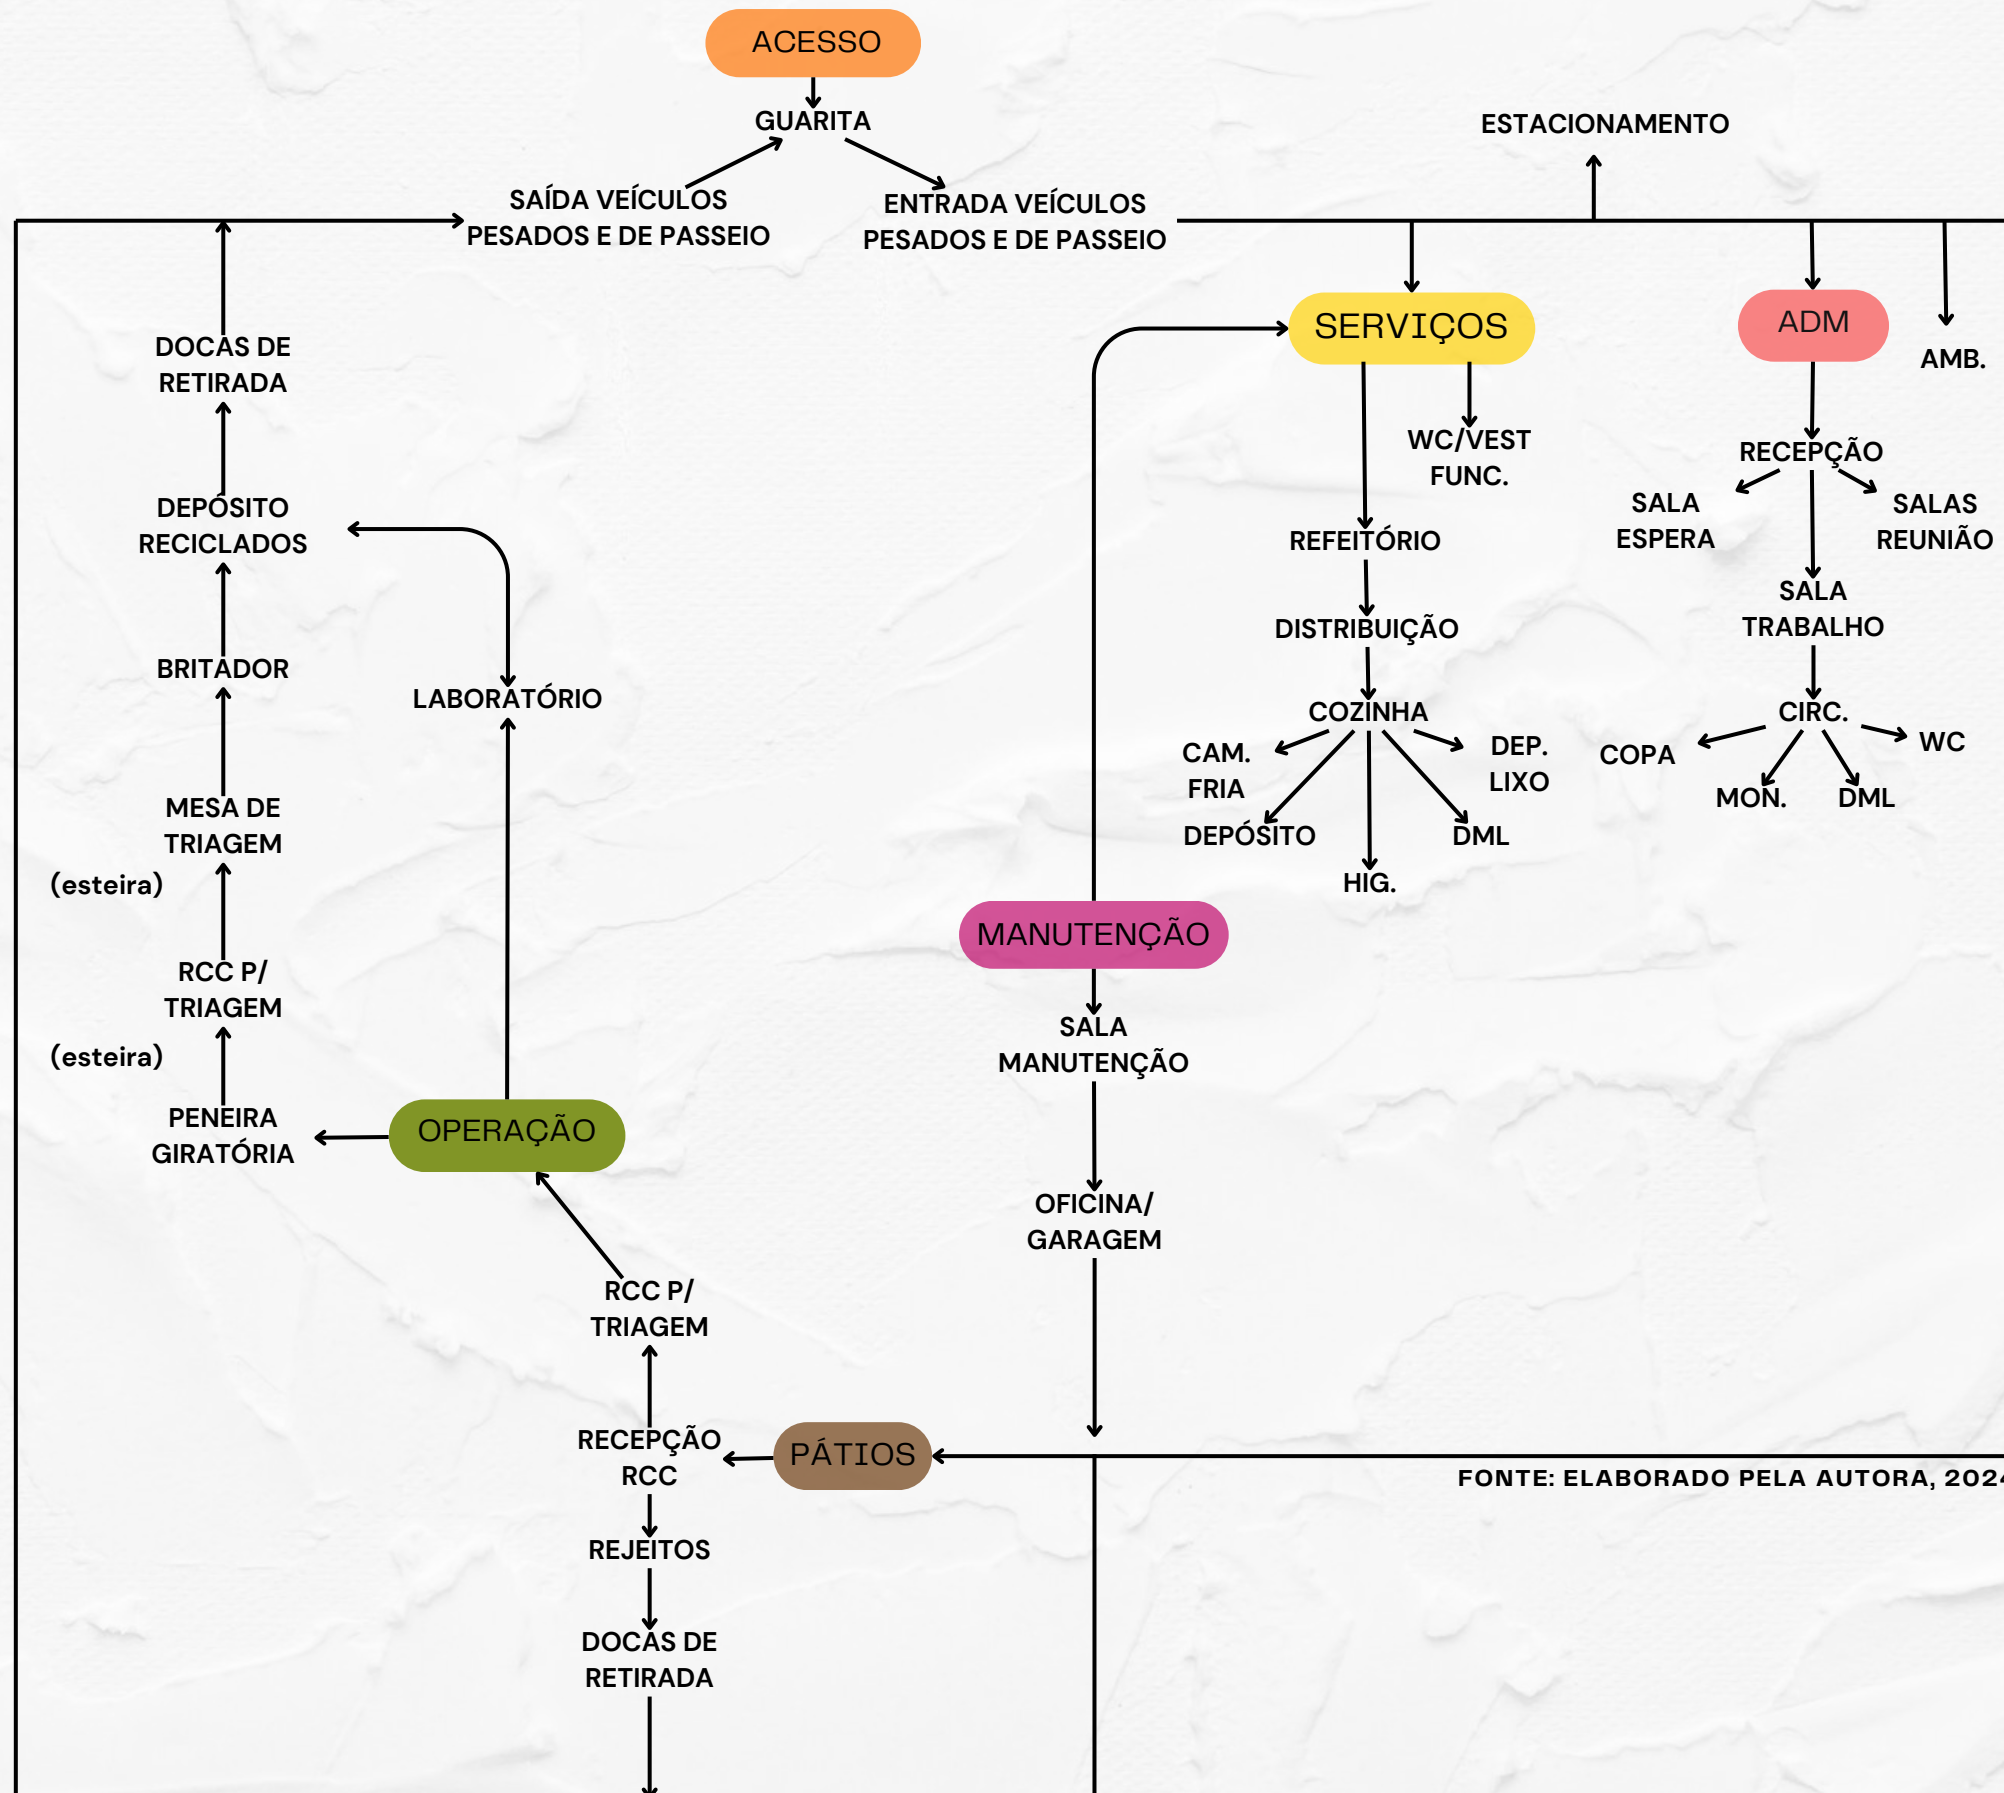 ACESSO
GUARITA
SAÍDA VEÍCULOS
PESADOS E DE PASSEIO
ENTRADA VEÍCULOS
PESADOS E DE PASSEIO
ESTACIONAMENTO
DOCAS DE
RETIRADA
DEPÓSITO
RECICLADOS
BRITADOR
LABORATÓRIO
MESA DE
TRIAGEM
(esteira)
RCC P/
TRIAGEM
(esteira)
PENEIRA
GIRATÓRIA
OPERAÇÃO
RCC P/
TRIAGEM
RECEPÇÃO
RCC
PÁTIOS
REJEITOS
DOCAS DE
RETIRADA
MANUTENÇÃO
SALA
MANUTENÇÃO
OFICINA/
GARAGEM
SERVIÇOS
WC/VEST
FUNC.
REFEITÓRIO
DISTRIBUIÇÃO
COZINHA
CAM.
FRIA
DEPÓSITO
HIG.
DML
DEP.
LIXO
ADM
AMB.
RECEPÇÃO
SALA
ESPERA
SALAS
REUNIÃO
SALA
TRABALHO
CIRC.
COPA
MON.
DML
WC
FONTE: ELABORADO PELA AUTORA, 2024